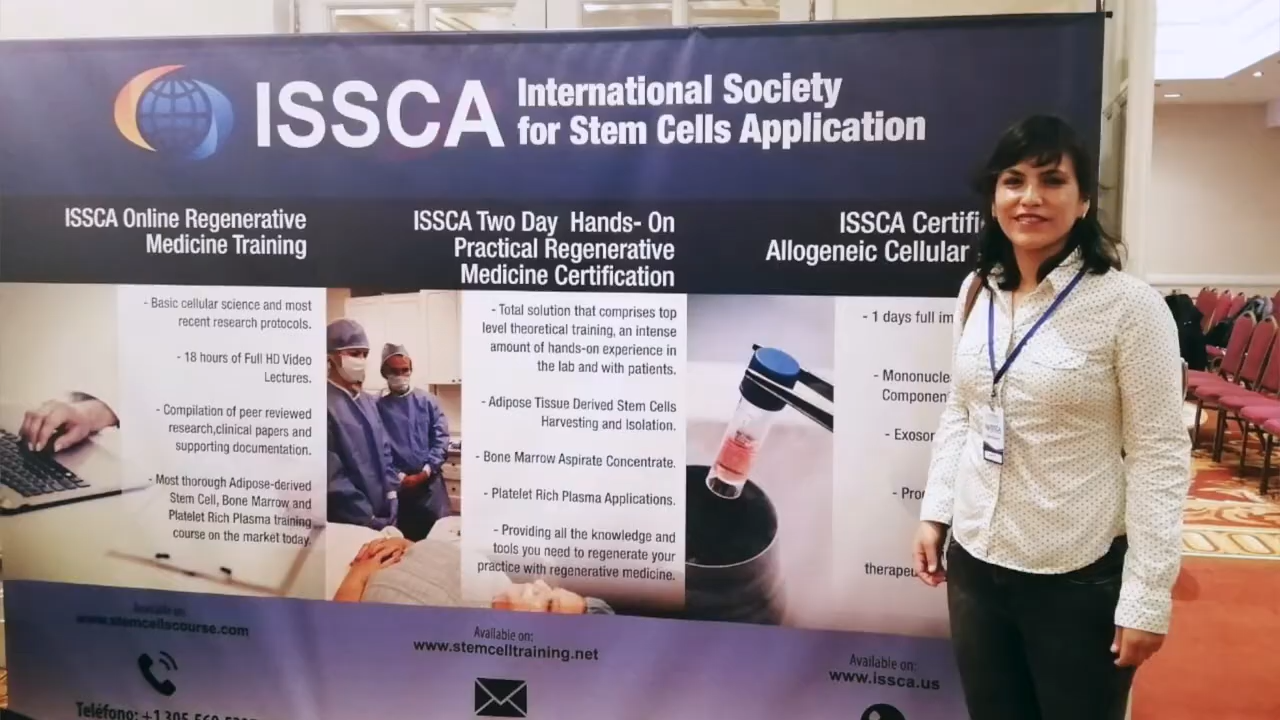 ISSCA
International Society
for Stem Cells Application
ISSCA Online Regenerative
Medicine Training
- Basic cellular science and most
recent research protocols.
- 18 hours of Full HD Video
Lectures.
- Compilation of peer reviewed
research,clinical papers and
supporting documentation.
- Most thorough Adipose-derived
Stem Cell, Bone Marrow and
Platelet Rich Plasma training
course on the market today.
Available on:
www.stemcellscourse.com
Teléfono: +1 305 560
ISSCA Two Day Hands- On
Practical Regenerative
Medicine Certification
- Total solution that comprises top
level theoretical training, an intense
amount of hands-on experience in
the lab and with patients.
- Adipose Tissue Derived Stem Cells
Harvesting and Isolation.
- Bone Marrow Aspirate Concentrate.
- Platelet Rich Plasma Applications.
- Providing all the knowledge and
tools you need to regenerate your
practice with regenerative medicine.
Available on:
www.stemcelltraining.net
ISSCA Certifi
Allogeneic Cellular
- 1 days full im
- Mononucle
Componen
- Exosor
- Pro
therapeu
Available on:
www.issca.us